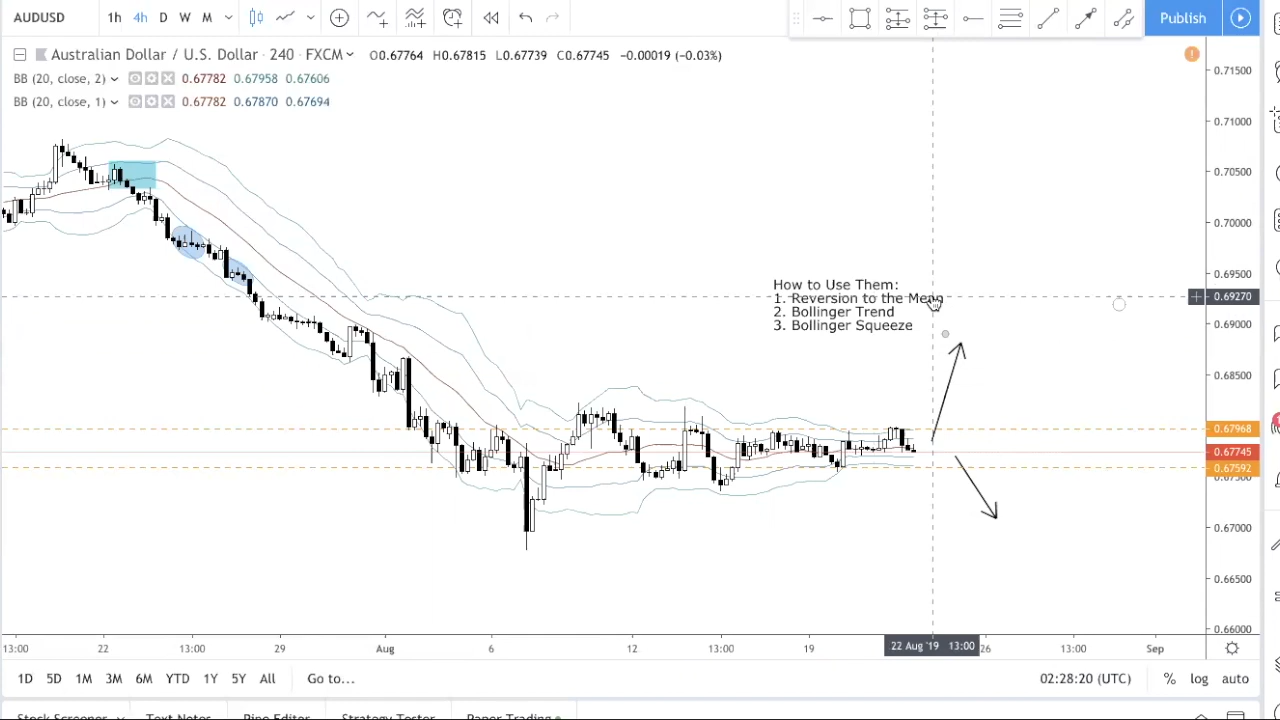 AUDUSD 1h 4h D W M Publish
Australian Dollar / U.S. Dollar · 240 · FXCM O0.67764 H0.67815 L0.67739 C0.67745 −0.00019 (−0.03%)
BB (20, close, 2) 0.67782 0.67958 0.67606
BB (20, close, 1) 0.67782 0.67870 0.67694
0.71500
0.71000
0.70500
0.70000
0.69500
How to Use Them:
1. Reversion to the Mean
0.69270
2. Bollinger Trend
3. Bollinger Squeeze
0.69000
0.68500
0.67968
0.67745
0.67592
0.67500
0.67000
0.66500
0.66000
13:00 22 13:00 29 Aug 6 12 13:00 19 22 Aug '19 13:00 26 13:00 Sep
1D 5D 1M 3M 6M YTD 1Y 5Y All Go to... 02:28:20 (UTC) % log auto
Stock Screener Text Notes Pine Editor Strategy Tester Paper Trading